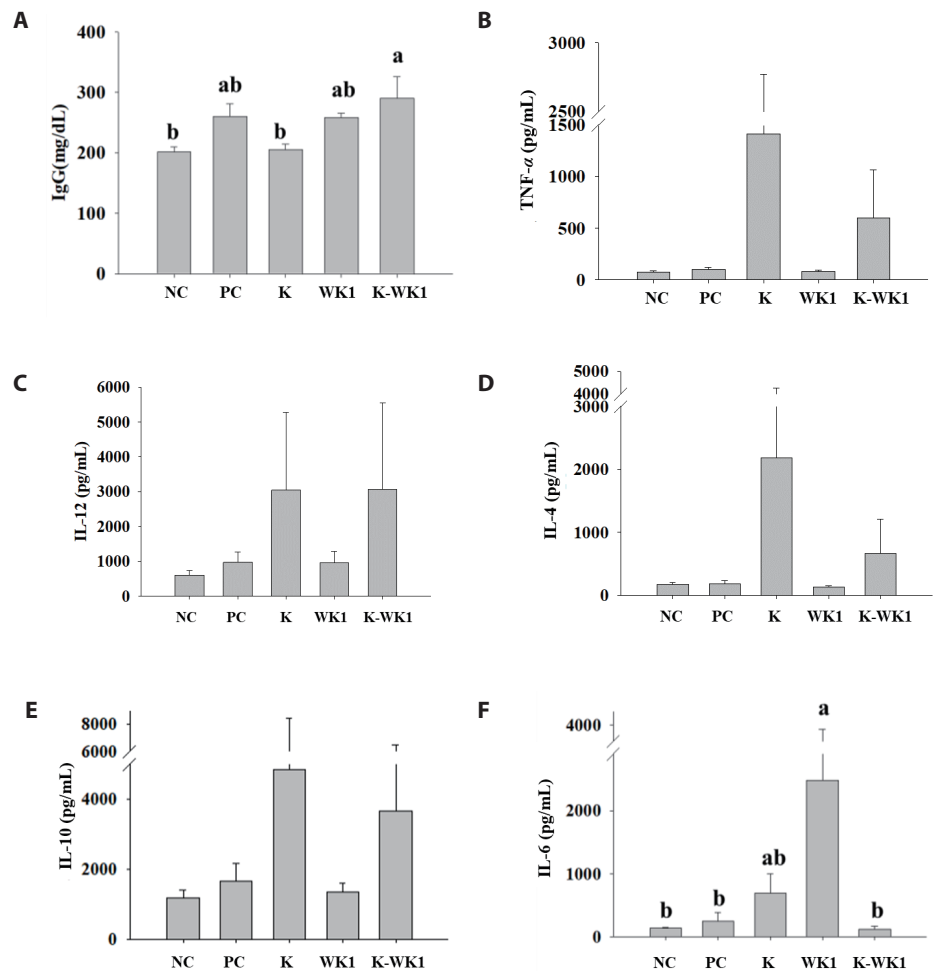 A
IgG(mg/dL)
400
300
200
100
0
b
ab
b
ab
a
NC PC K WK1 K-WK1
B
TNF-α (pg/mL)
3000
2500
1500
1000
500
0
NC PC K WK1 K-WK1
C
IL-12 (pg/mL)
6000
5000
4000
3000
2000
1000
0
NC PC K WK1 K-WK1
D
IL-4 (pg/mL)
5000
4000
3000
2000
1000
0
NC PC K WK1 K-WK1
E
IL-10 (pg/mL)
8000
6000
4000
2000
0
NC PC K WK1 K-WK1
F
IL-6 (pg/mL)
4000
2000
1000
0
b
b
ab
a
b
NC PC K WK1 K-WK1